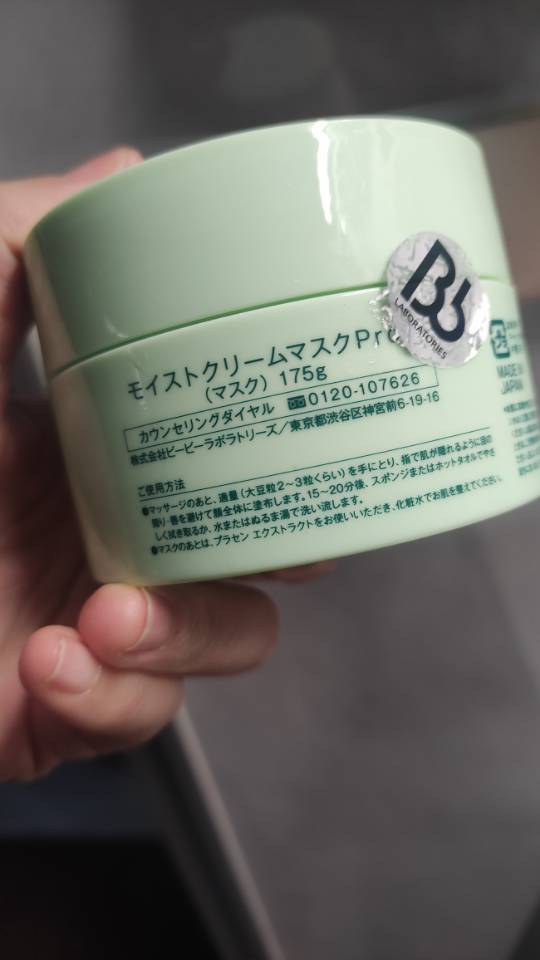 Bb
LABORATORIES
モイストクリームマスクPro
(マスク) 175g
カウンセリングダイヤル 0120-107626
株式会社ビービーラボラトリーズ/東京都渋谷区神宮前6-19-16
MADE IN
JAPAN
ご使用方法
●マッサージのあと、適量(大豆粒2~3粒くらい)を手にとり、指で肌が隠れるように目の
周り・唇を避けて顔全体に塗布します。15~20分後、スポンジまたはホットタオルでやさ
しく拭き取るか、水またはぬるま湯で洗い流します。
●マスクのあとは、プラセン エクストラクトをお使いいただき、化粧水でお肌を整えてください。